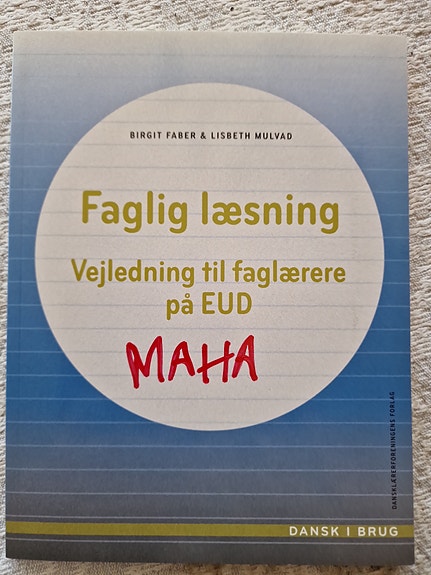 BIRGIT FABER & LISBETH MULVAD
Faglig læsning
Vejledning til faglærere
på EUD
MAHA
DANSKLÆRERFORENINGENS FORLAG
DANSK I BRUG